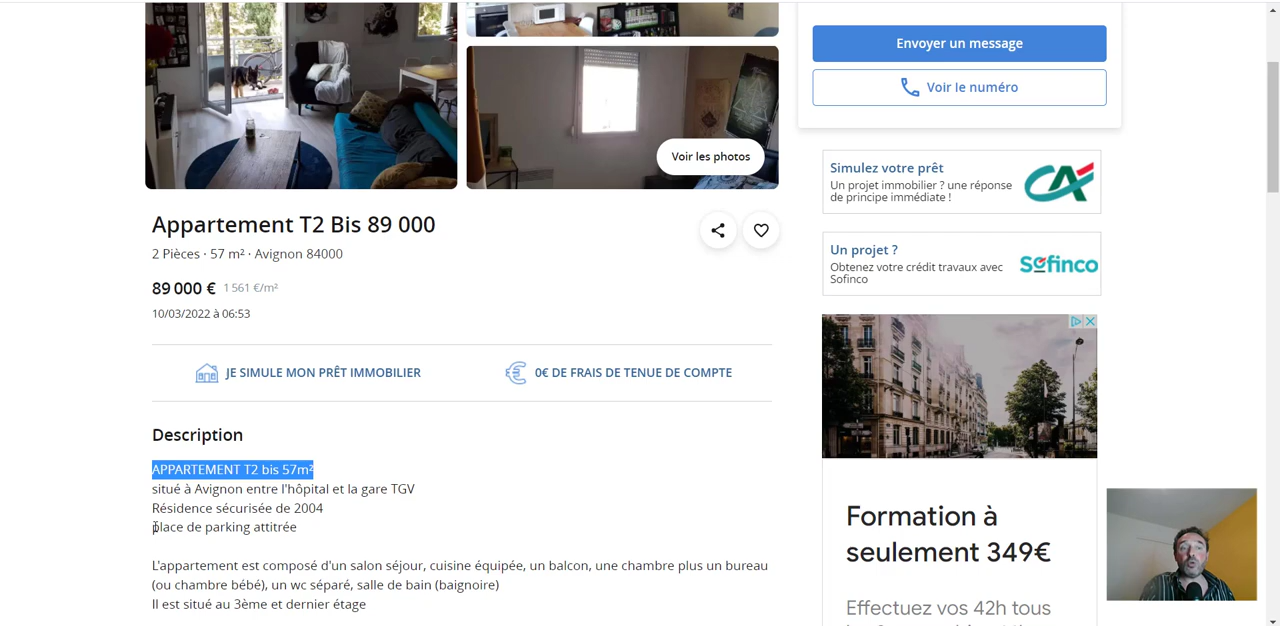 Envoyer un message
Voir le numéro
Voir les photos
Simulez votre prêt
Un projet immobilier ? une réponse
de principe immédiate !
CA
Appartement T2 Bis 89 000
2 Pièces · 57 m² · Avignon 84000
Un projet ?
Obtenez votre crédit travaux avec
Sofinco
Sofinco
89 000 € 1 561 €/m²
10/03/2022 à 06:53
JE SIMULE MON PRÊT IMMOBILIER
0€ DE FRAIS DE TENUE DE COMPTE
Description
APPARTEMENT T2 bis 57m²
situé à Avignon entre l'hôpital et la gare TGV
Résidence sécurisée de 2004
place de parking attitrée
L'appartement est composé d'un salon séjour, cuisine équipée, un balcon, une chambre plus un bureau
(ou chambre bébé), un wc séparé, salle de bain (baignoire)
Il est situé au 3ème et dernier étage
Formation à
seulement 349€
Effectuez vos 42h tous